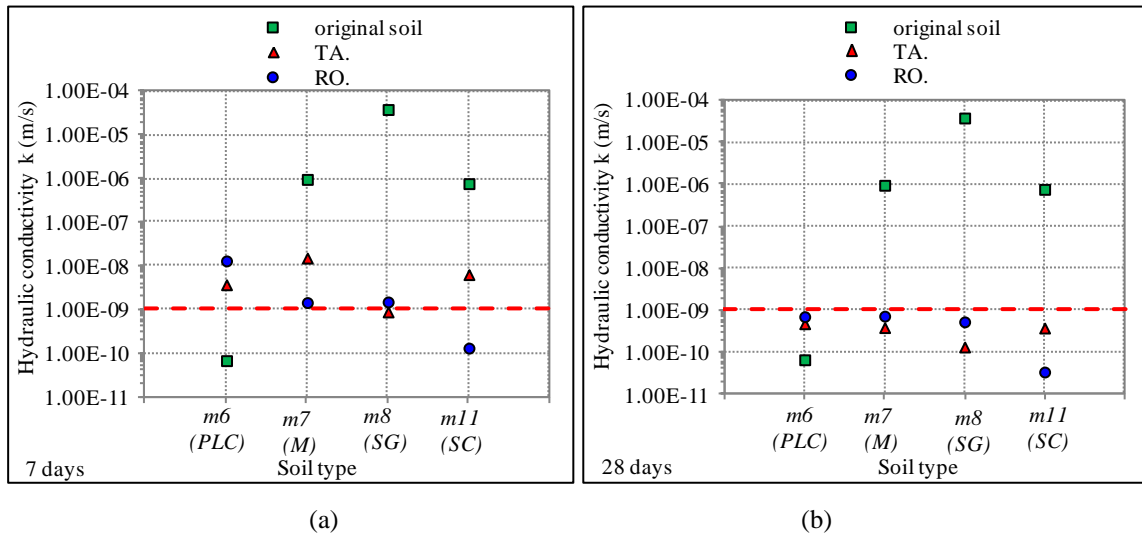 original soil
TA.
RO.
Hydraulic conductivity k (m/s)
1.00E-04
1.00E-05
1.00E-06
1.00E-07
1.00E-08
1.00E-09
1.00E-10
1.00E-11
m6 (PLC)
m7 (M)
m8 (SG)
m11 (SC)
7 days
Soil type
(a)
original soil
TA.
RO.
Hydraulic conductivity k (m/s)
1.00E-04
1.00E-05
1.00E-06
1.00E-07
1.00E-08
1.00E-09
1.00E-10
1.00E-11
m6 (PLC)
m7 (M)
m8 (SG)
m11 (SC)
28 days
Soil type
(b)